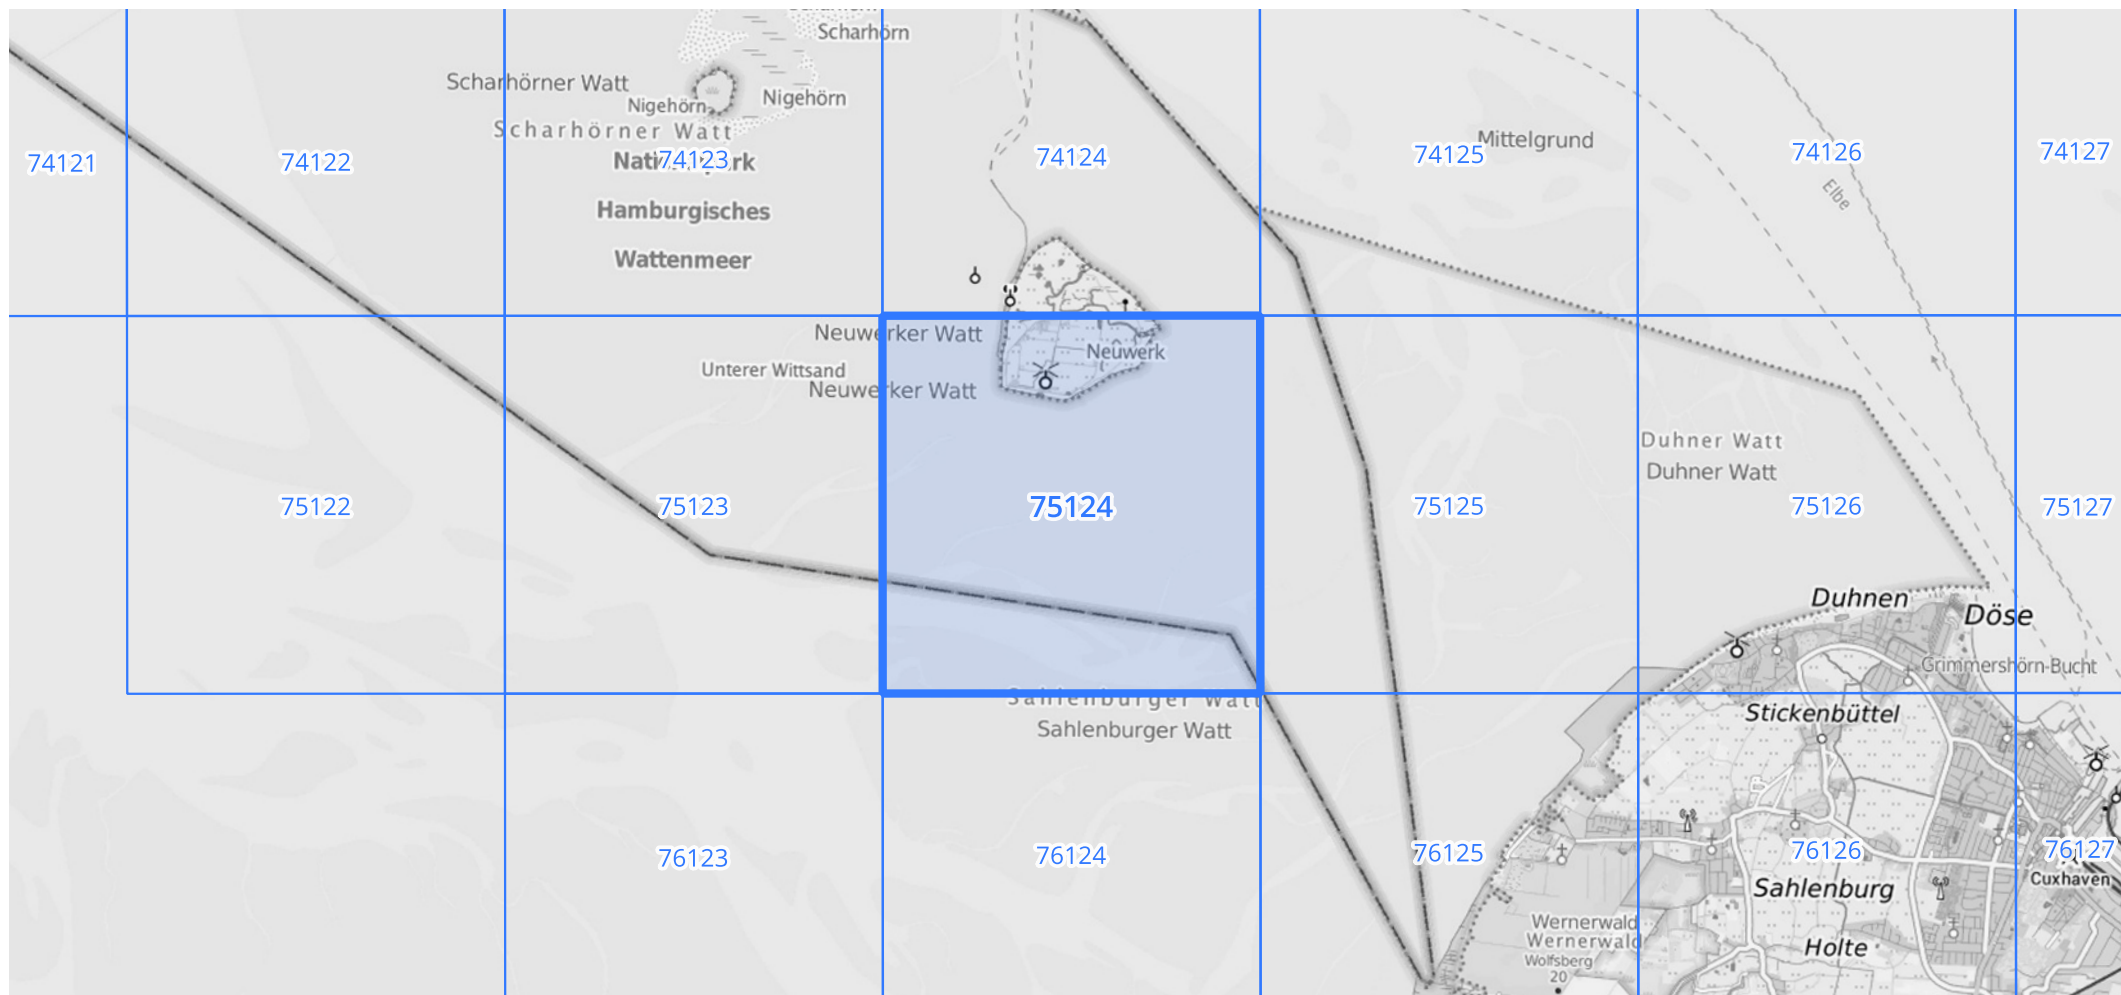 Scharhörn
Scharhörner Watt
Nigehörn
Nigehörn
Scharhörner Watt
Mittelgrund
74121
74122
Nationalpark
74123
74124
74125
74126
74127
Elbe
Hamburgisches
Wattenmeer
Neuwerker Watt
Neuwerk
Unterer Wittsand
Neuwerker Watt
Duhner Watt
Duhner Watt
75122
75123
75124
75125
75126
75127
Duhnen
Döse
Grimmershörn-Bucht
Sahlenburger Watt
Sahlenburger Watt
Stickenbüttel
76123
76124
76125
76126
76127
Cuxhaven
Sahlenburg
Wernerwald
Wernerwald
Wolfsberg
20
Holte